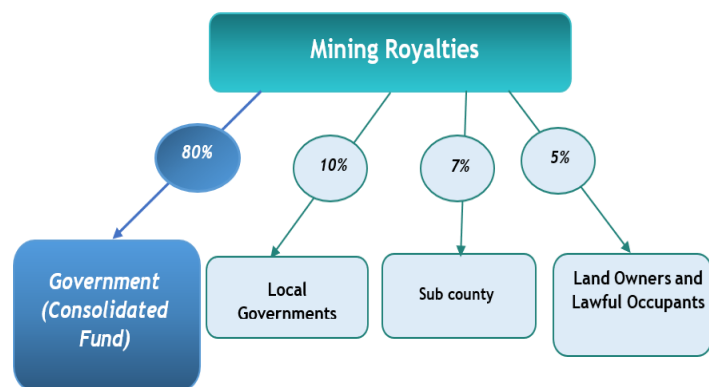 Mining Royalties
80%
10%
7%
5%
Government
(Consolidated
Fund)
Local
Governments
Sub county
Land Owners and
Lawful Occupants